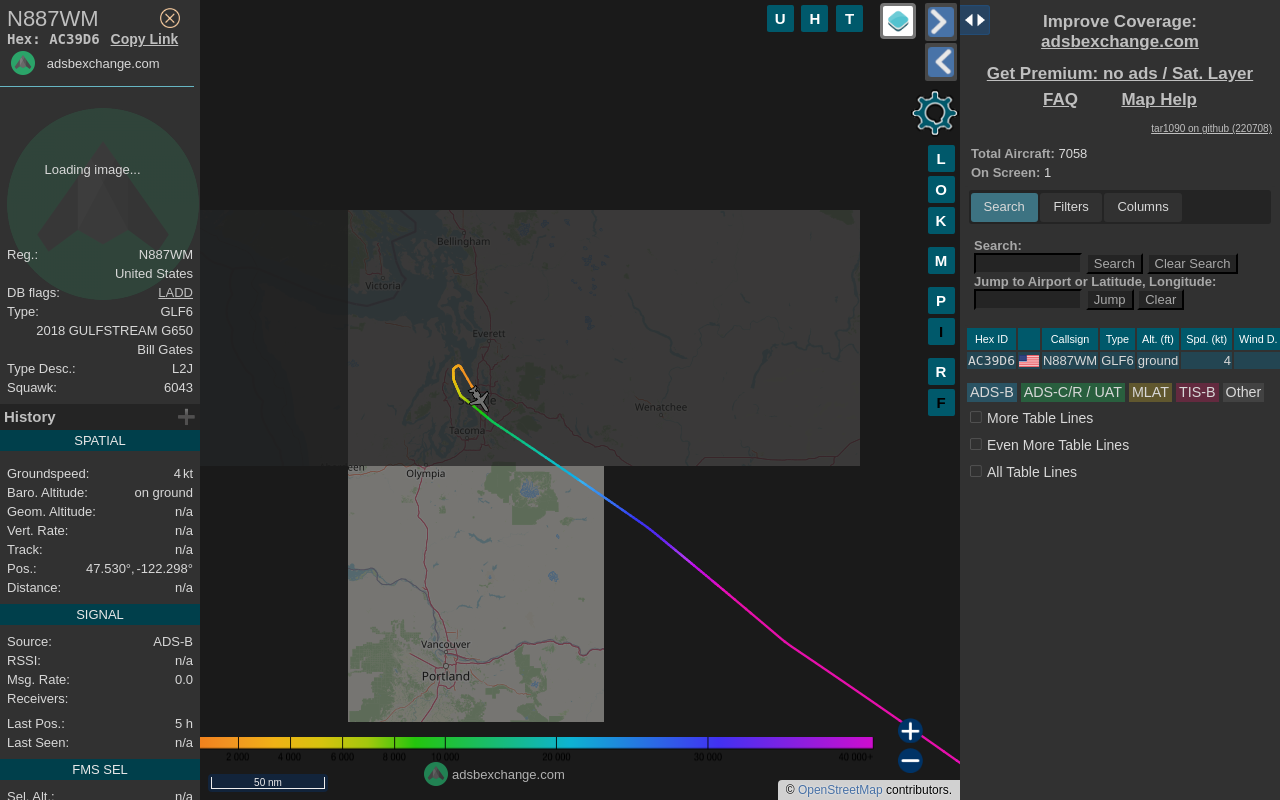 N887WM
Hex: AC39D6 Copy Link
adsbexchange.com
Loading image...
Reg.: N887WM
United States
DB flags: LADD
Type: GLF6
2018 GULFSTREAM G650
Bill Gates
Type Desc.: L2J
Squawk: 6043
History
SPATIAL
Groundspeed: 4 kt
Baro. Altitude: on ground
Geom. Altitude: n/a
Vert. Rate: n/a
Track: n/a
Pos.: 47.530°, -122.298°
Distance: n/a
SIGNAL
Source: ADS-B
RSSI: n/a
Msg. Rate: 0.0
Receivers:
Last Pos.: 5 h
Last Seen: n/a
FMS SEL
Sel. Alt.: n/a
U H T
L
O
K
M
P
I
R
F
Bellingham
Victoria
Everett
Wenatchee
Tacoma
Olympia
Vancouver
Portland
2 000 4 000 6 000 8 000 10 000 20 000 30 000 40 000+
adsbexchange.com
50 nm
© OpenStreetMap contributors.
Improve Coverage:
adsbexchange.com
Get Premium: no ads / Sat. Layer
FAQ Map Help
tar1090 on github (220708)
Total Aircraft: 7058
On Screen: 1
Search Filters Columns
Search:
Search Clear Search
Jump to Airport or Latitude, Longitude:
Jump Clear
Hex ID Callsign Type Alt. (ft) Spd. (kt) Wind D.
AC39D6 N887WM GLF6 ground 4
ADS-B ADS-C/R / UAT MLAT TIS-B Other
More Table Lines
Even More Table Lines
All Table Lines